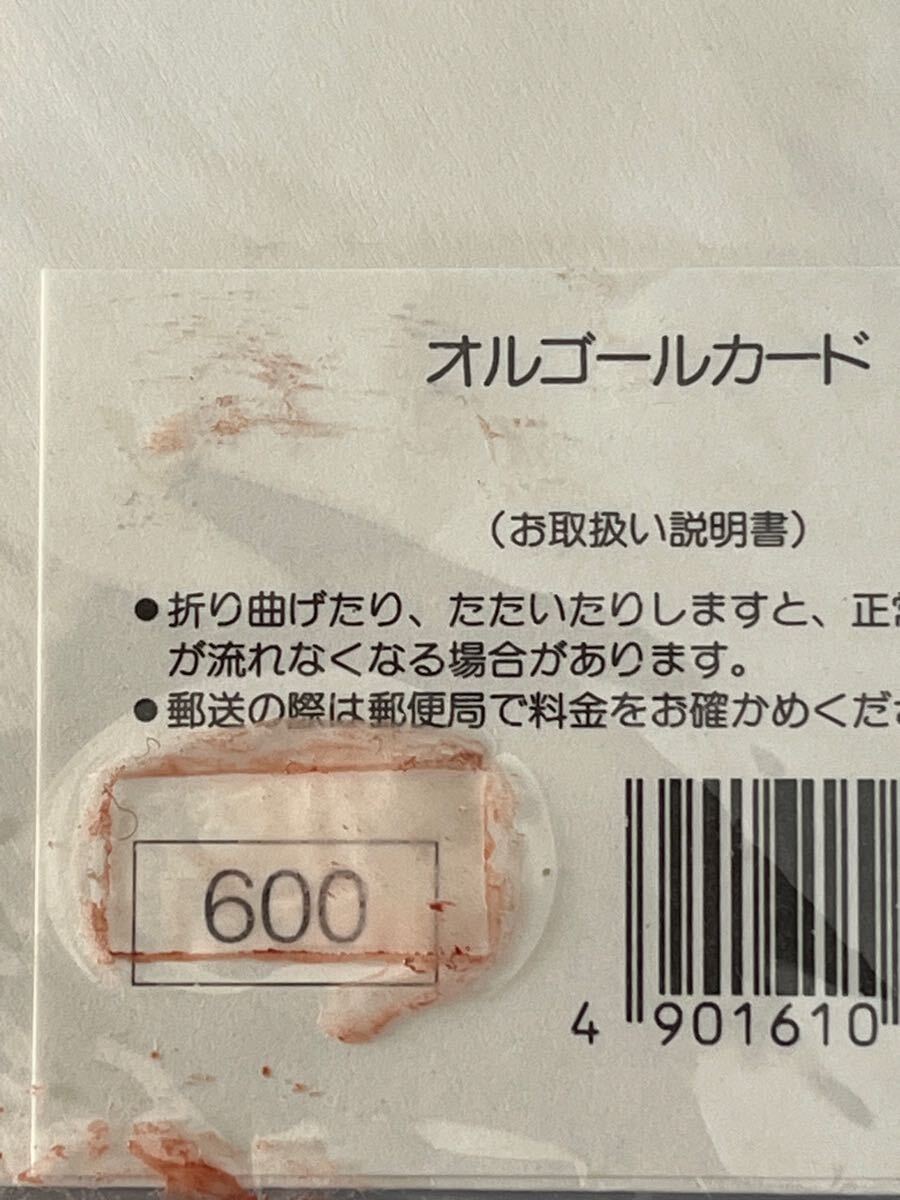 オルゴールカード
（お取扱い説明書）
●折り曲げたり、たたいたりしますと、正常
が流れなくなる場合があります。
●郵送の際は郵便局で料金をお確かめくださ
600
4 901610